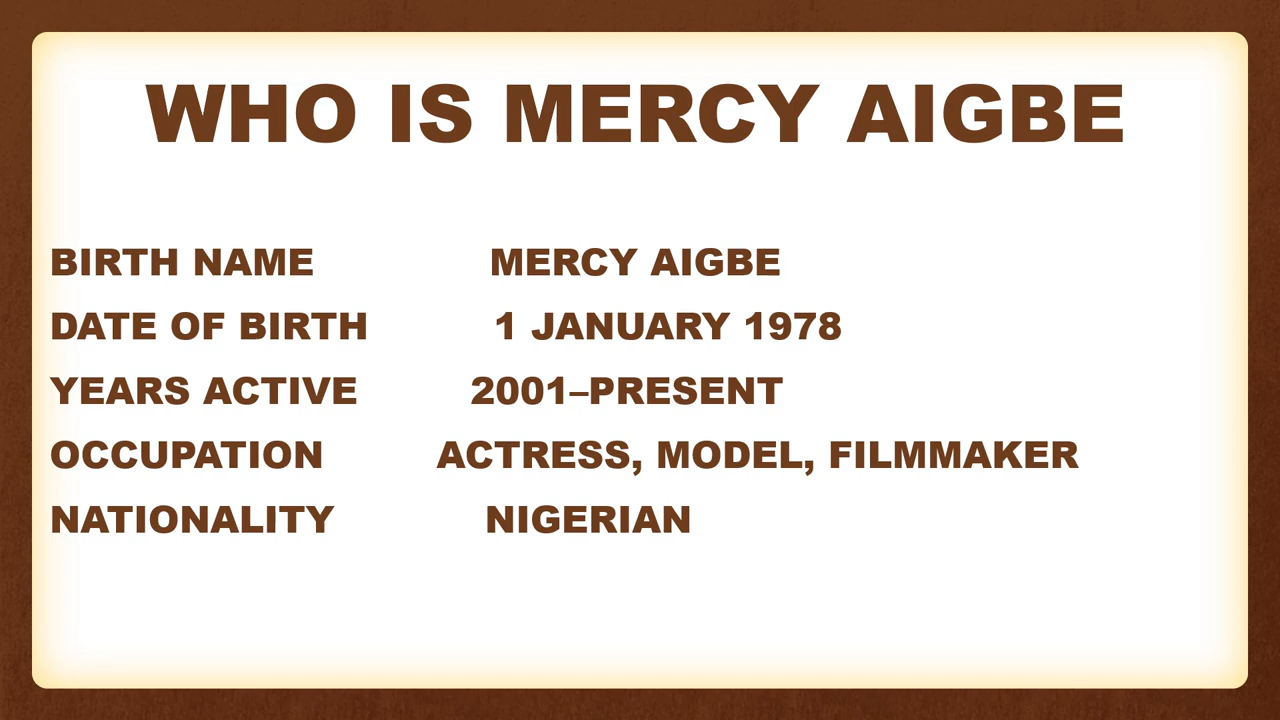 WHO IS MERCY AIGBE
BIRTH NAME MERCY AIGBE
DATE OF BIRTH 1 JANUARY 1978
YEARS ACTIVE 2001–PRESENT
OCCUPATION ACTRESS, MODEL, FILMMAKER
NATIONALITY NIGERIAN